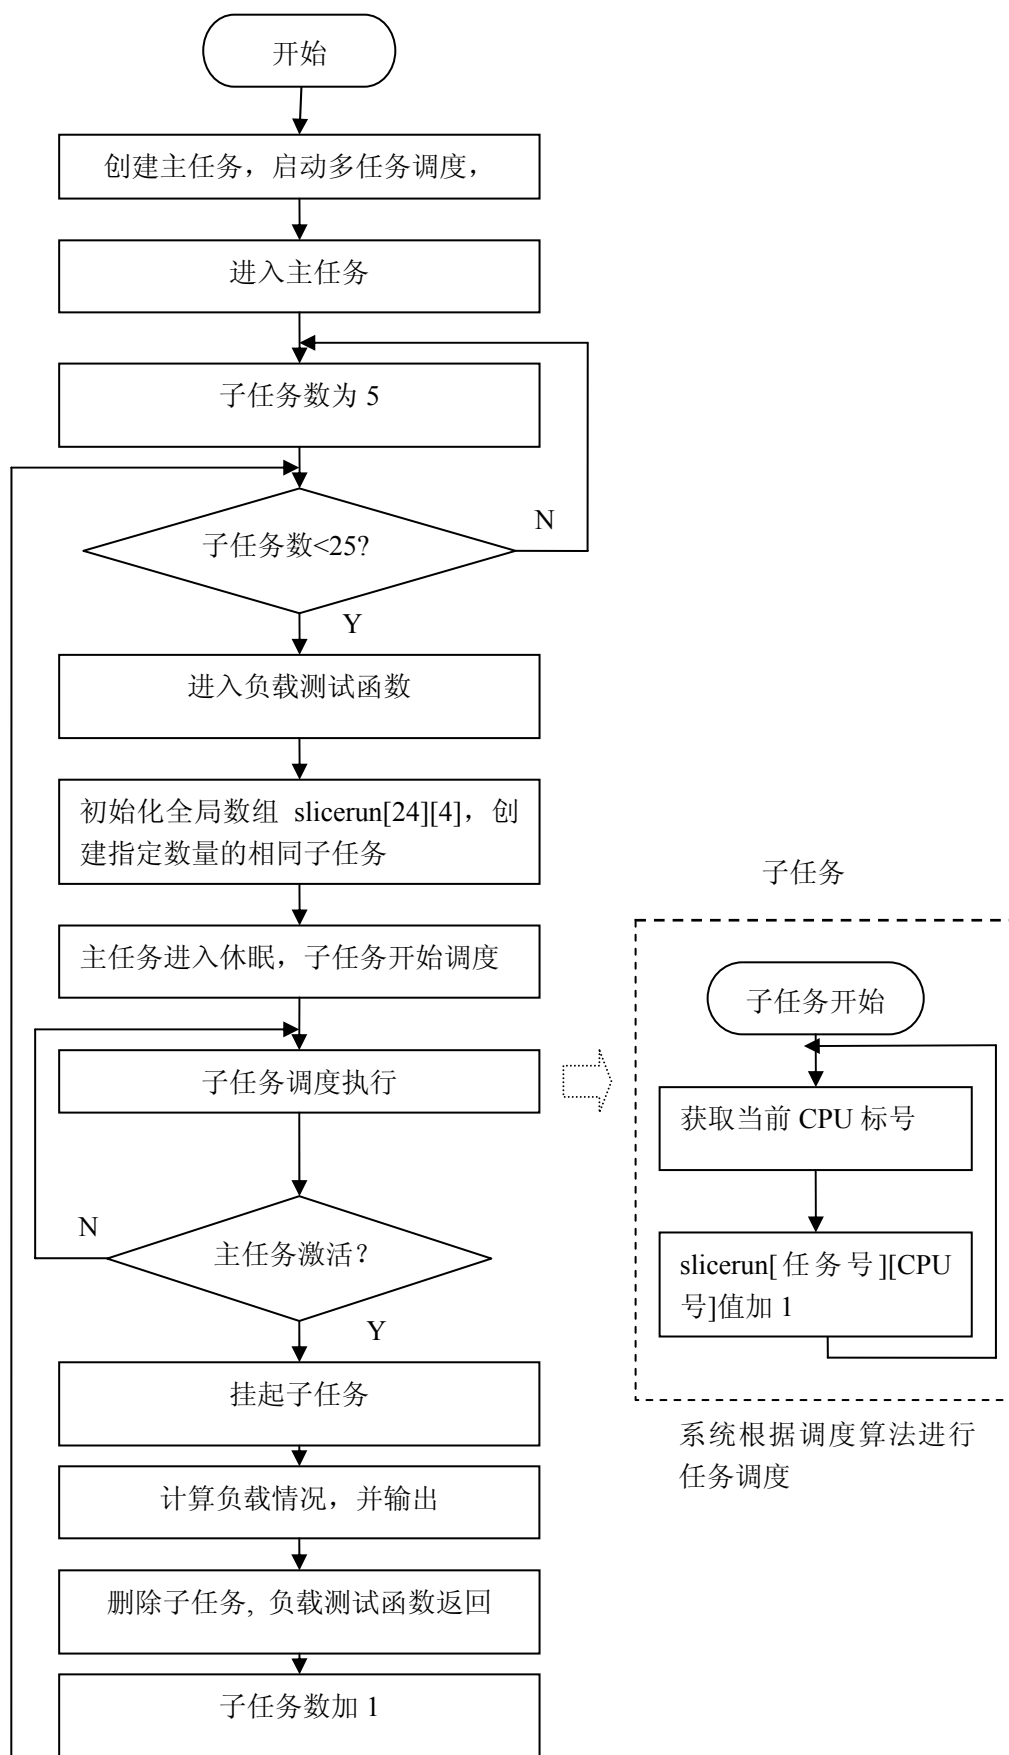 开始
创建主任务，启动多任务调度，
进入主任务
子任务数为 5
子任务数<25?
N
Y
进入负载测试函数
初始化全局数组 slicerun[24][4]，创
建指定数量的相同子任务
主任务进入休眠，子任务开始调度
子任务调度执行
主任务激活？
N
Y
挂起子任务
计算负载情况，并输出
删除子任务, 负载测试函数返回
子任务数加 1
子任务
子任务开始
获取当前 CPU 标号
slicerun[任务号][CPU
号]值加 1
系统根据调度算法进行
任务调度